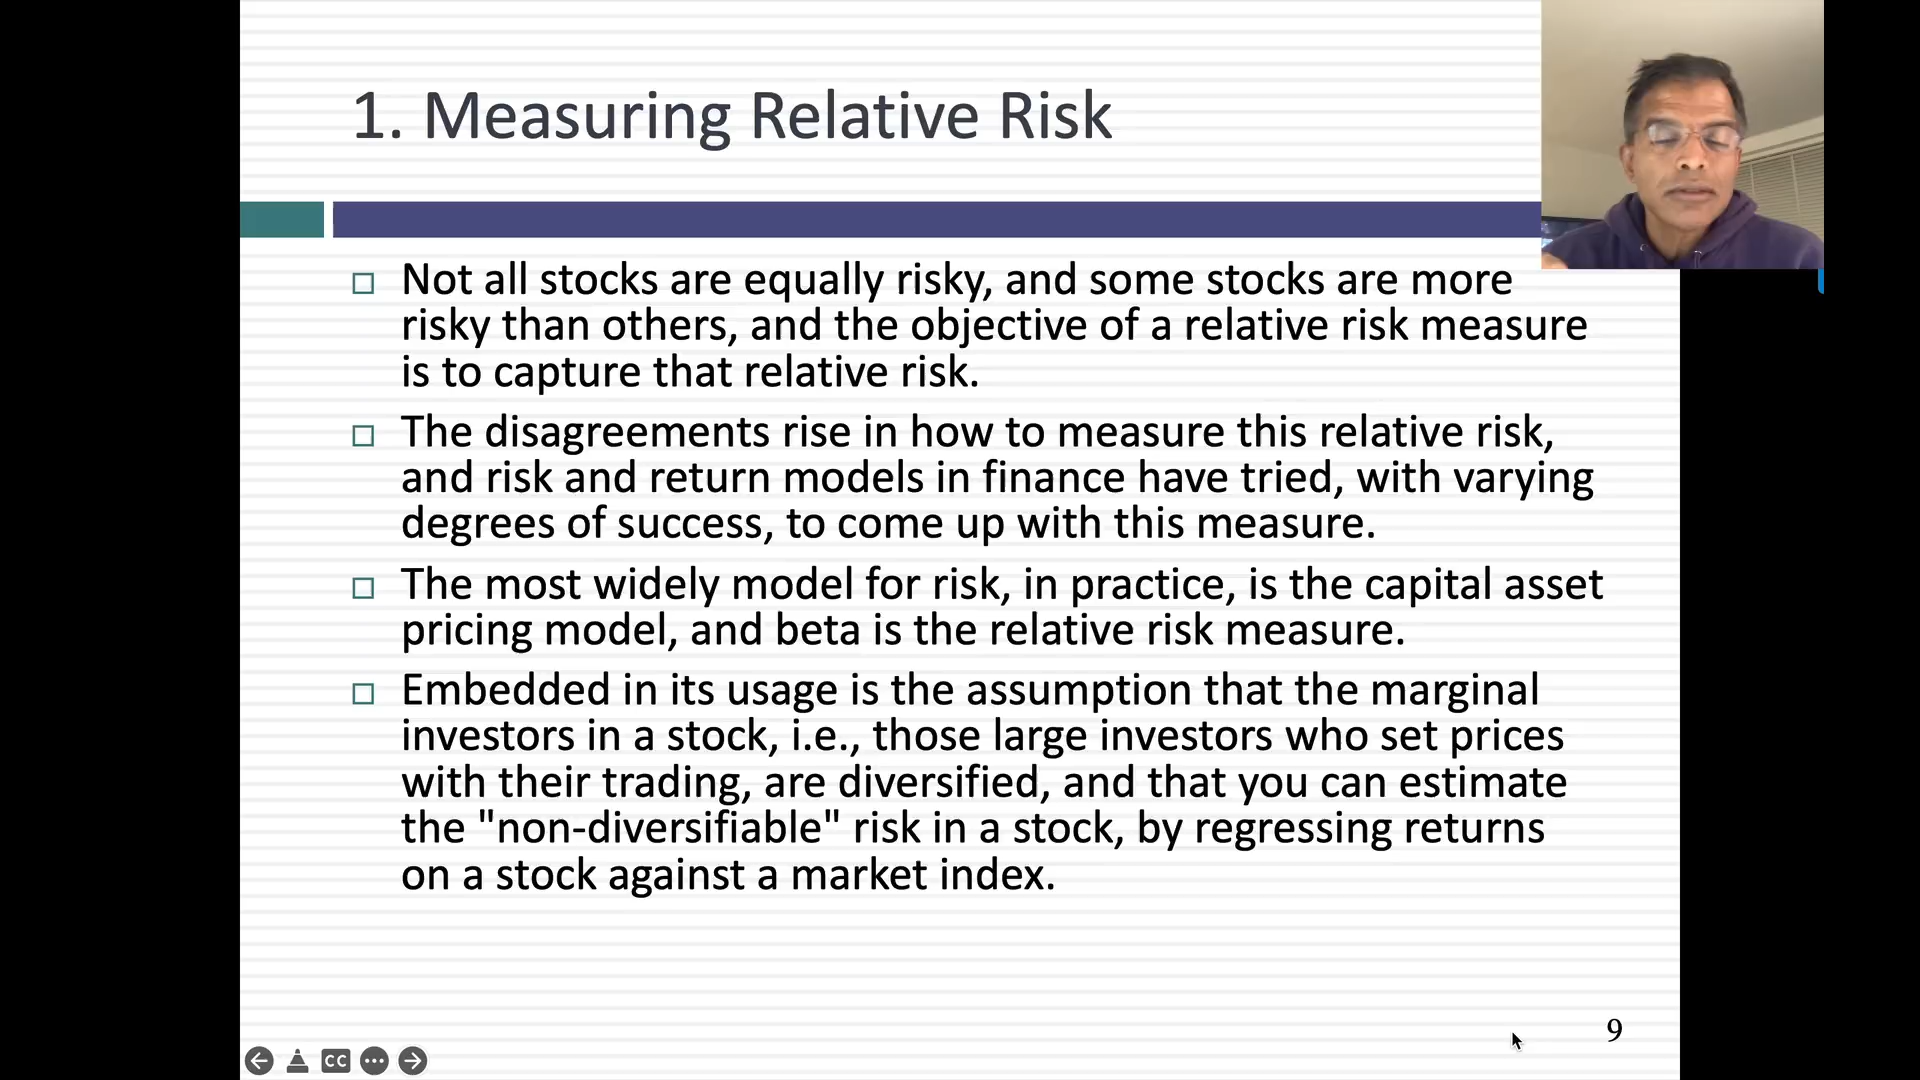 1. Measuring Relative Risk
Not all stocks are equally risky, and some stocks are more
risky than others, and the objective of a relative risk measure
is to capture that relative risk.
The disagreements rise in how to measure this relative risk,
and risk and return models in finance have tried, with varying
degrees of success, to come up with this measure.
The most widely model for risk, in practice, is the capital asset
pricing model, and beta is the relative risk measure.
Embedded in its usage is the assumption that the marginal
investors in a stock, i.e., those large investors who set prices
with their trading, are diversified, and that you can estimate
the "non-diversifiable" risk in a stock, by regressing returns
on a stock against a market index.
9
CC